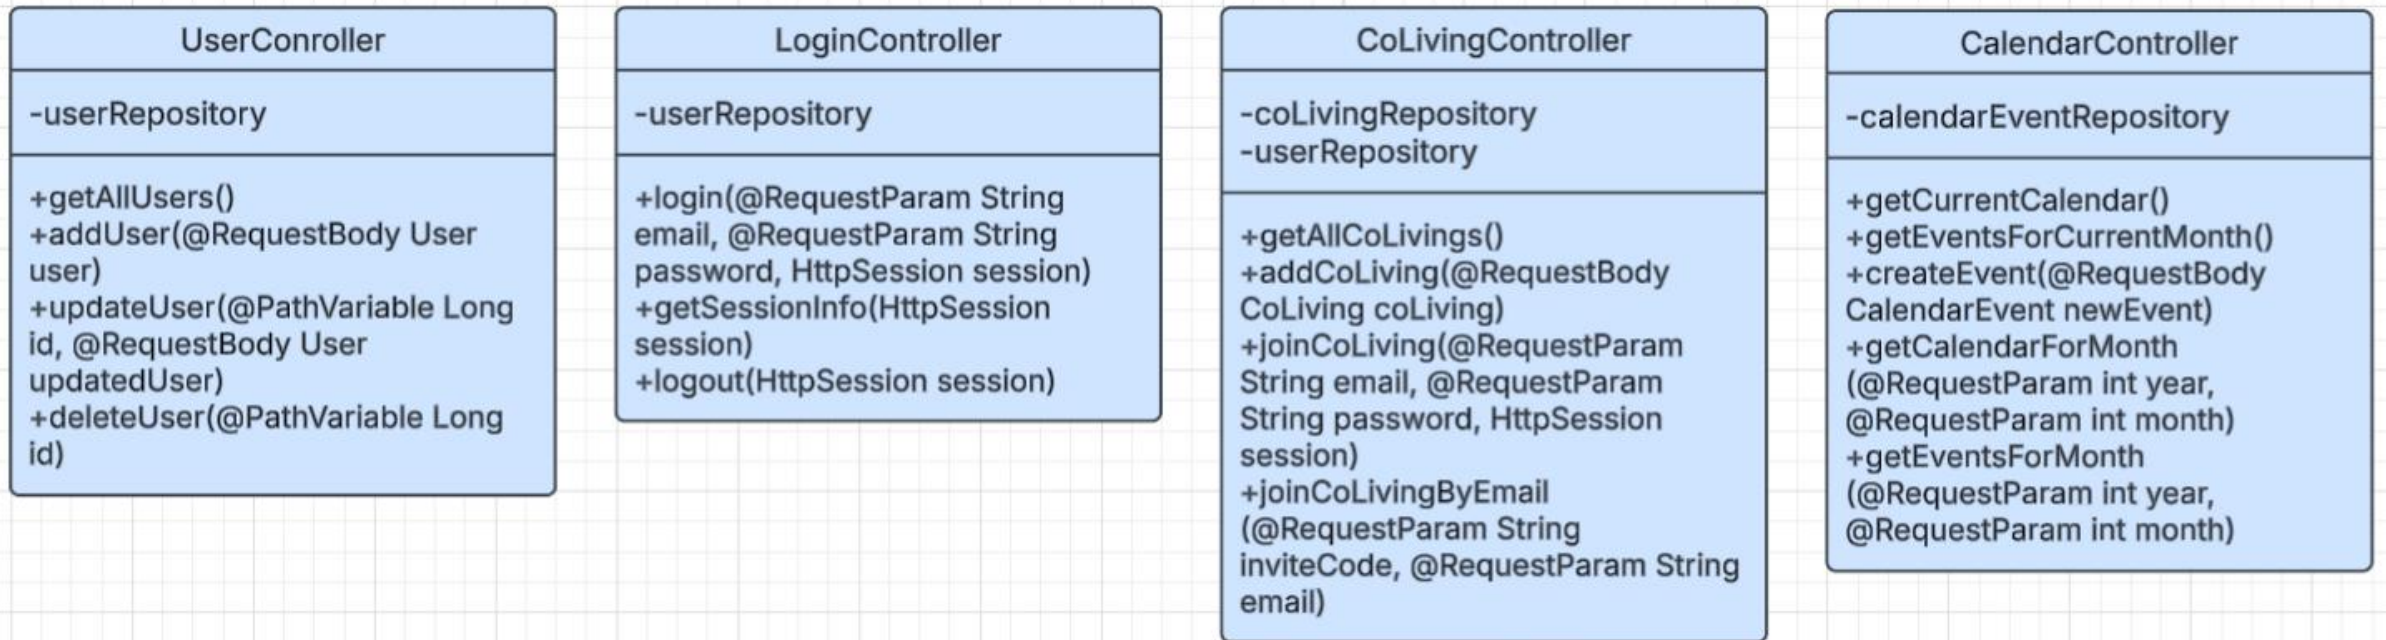 UserConroller
-userRepository
+getAllUsers()
+addUser(@RequestBody User
user)
+updateUser(@PathVariable Long
id, @RequestBody User
updatedUser)
+deleteUser(@PathVariable Long
id)
LoginController
-userRepository
+login(@RequestParam String
email, @RequestParam String
password, HttpSession session)
+getSessionInfo(HttpSession
session)
+logout(HttpSession session)
CoLivingController
-coLivingRepository
-userRepository
+getAllCoLivings()
+addCoLiving(@RequestBody
CoLiving coLiving)
+joinCoLiving(@RequestParam
String email, @RequestParam
String password, HttpSession
session)
+joinCoLivingByEmail
(@RequestParam String
inviteCode, @RequestParam String
email)
CalendarController
-calendarEventRepository
+getCurrentCalendar()
+getEventsForCurrentMonth()
+createEvent(@RequestBody
CalendarEvent newEvent)
+getCalendarForMonth
(@RequestParam int year,
@RequestParam int month)
+getEventsForMonth
(@RequestParam int year,
@RequestParam int month)